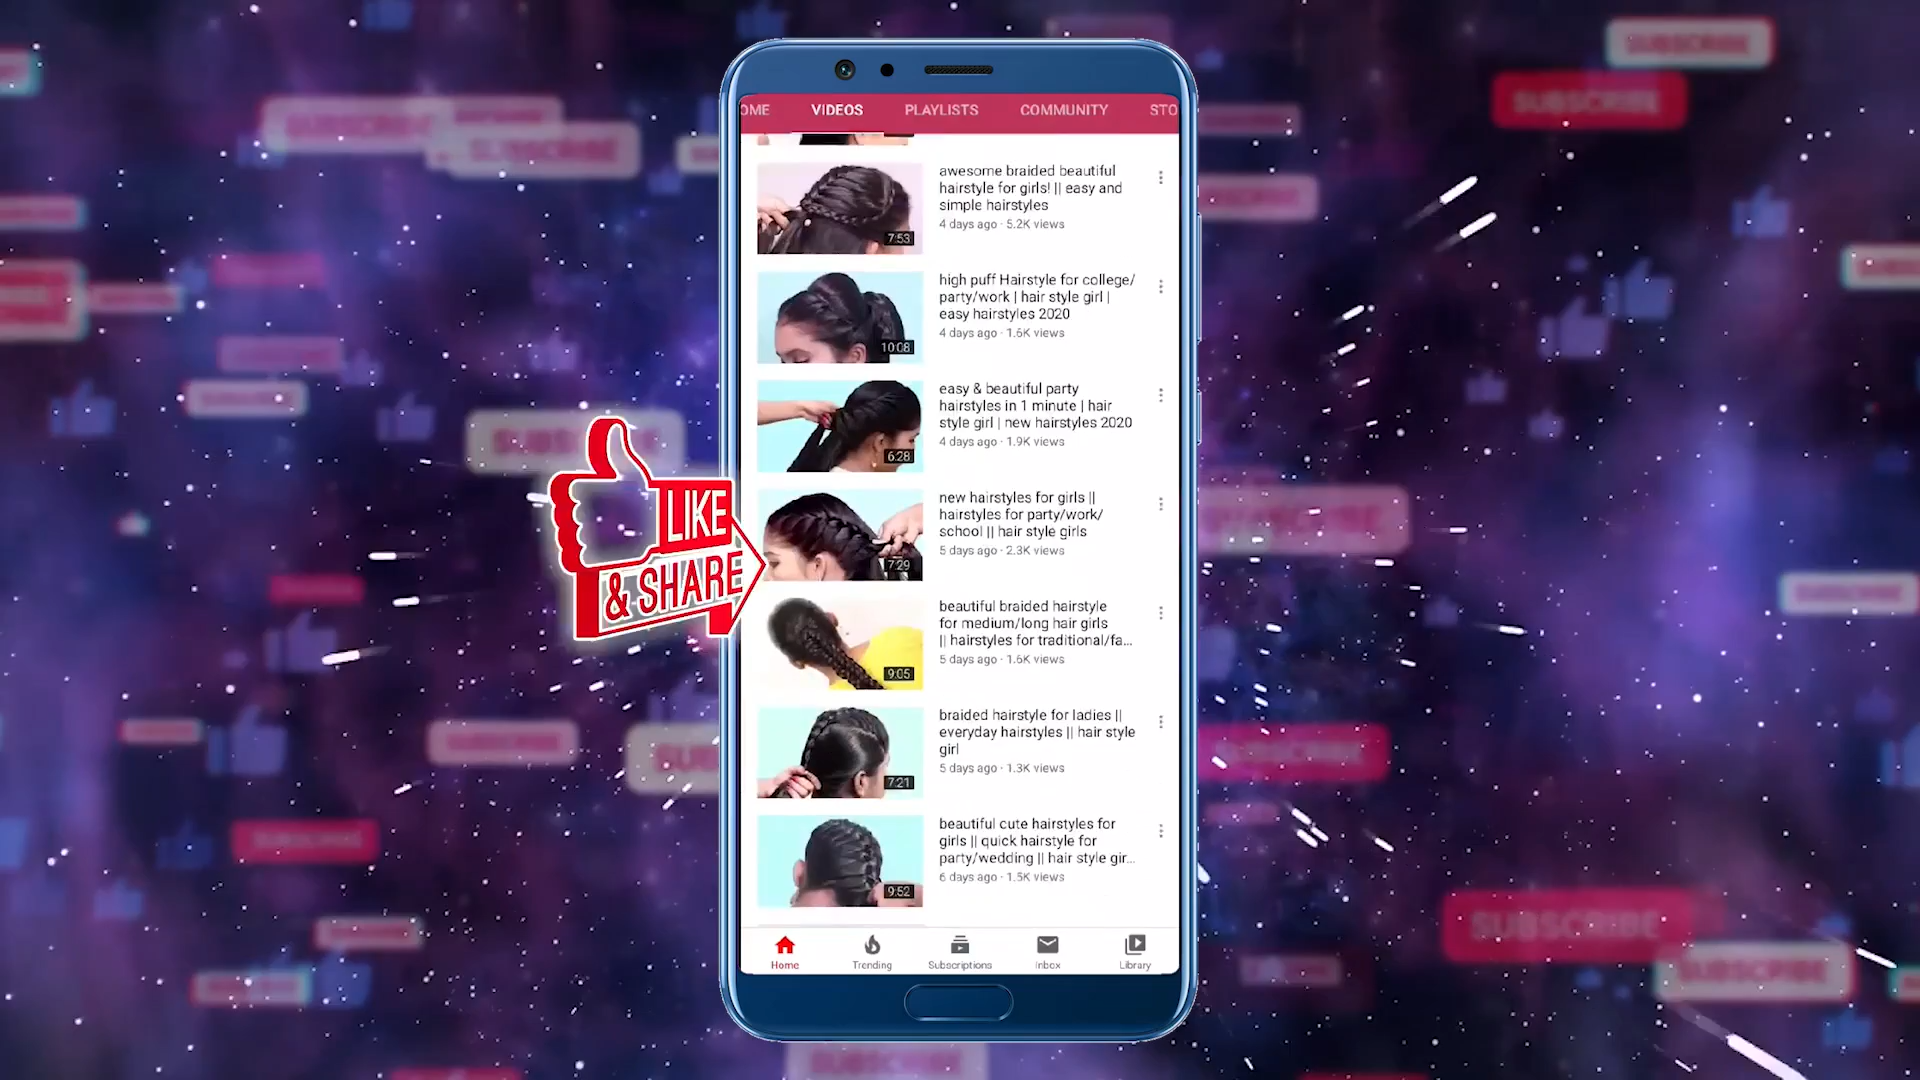 SUBSCRIBE
SUBSCRIBE
OME VIDEOS PLAYLISTS COMMUNITY STO
awesome braided beautiful
hairstyle for girls! || easy and
simple hairstyles
4 days ago · 5.2K views
7:53
high puff Hairstyle for college/
party/work | hair style girl |
easy hairstyles 2020
4 days ago · 1.6K views
10:08
easy & beautiful party
hairstyles in 1 minute | hair
style girl | new hairstyles 2020
4 days ago · 1.9K views
6:28
new hairstyles for girls ||
hairstyles for party/work/
school || hair style girls
5 days ago · 2.3K views
7:29
LIKE
& SHARE
beautiful braided hairstyle
for medium/long hair girls
|| hairstyles for traditional/fa...
5 days ago · 1.6K views
9:05
braided hairstyle for ladies ||
everyday hairstyles || hair style
girl
5 days ago · 1.3K views
7:21
beautiful cute hairstyles for
girls || quick hairstyle for
party/wedding || hair style gir...
6 days ago · 1.5K views
9:52
SUBSCRIBE
SUBSCRIBE
Home Trending Subscriptions Inbox Library
SUBSCRIBE